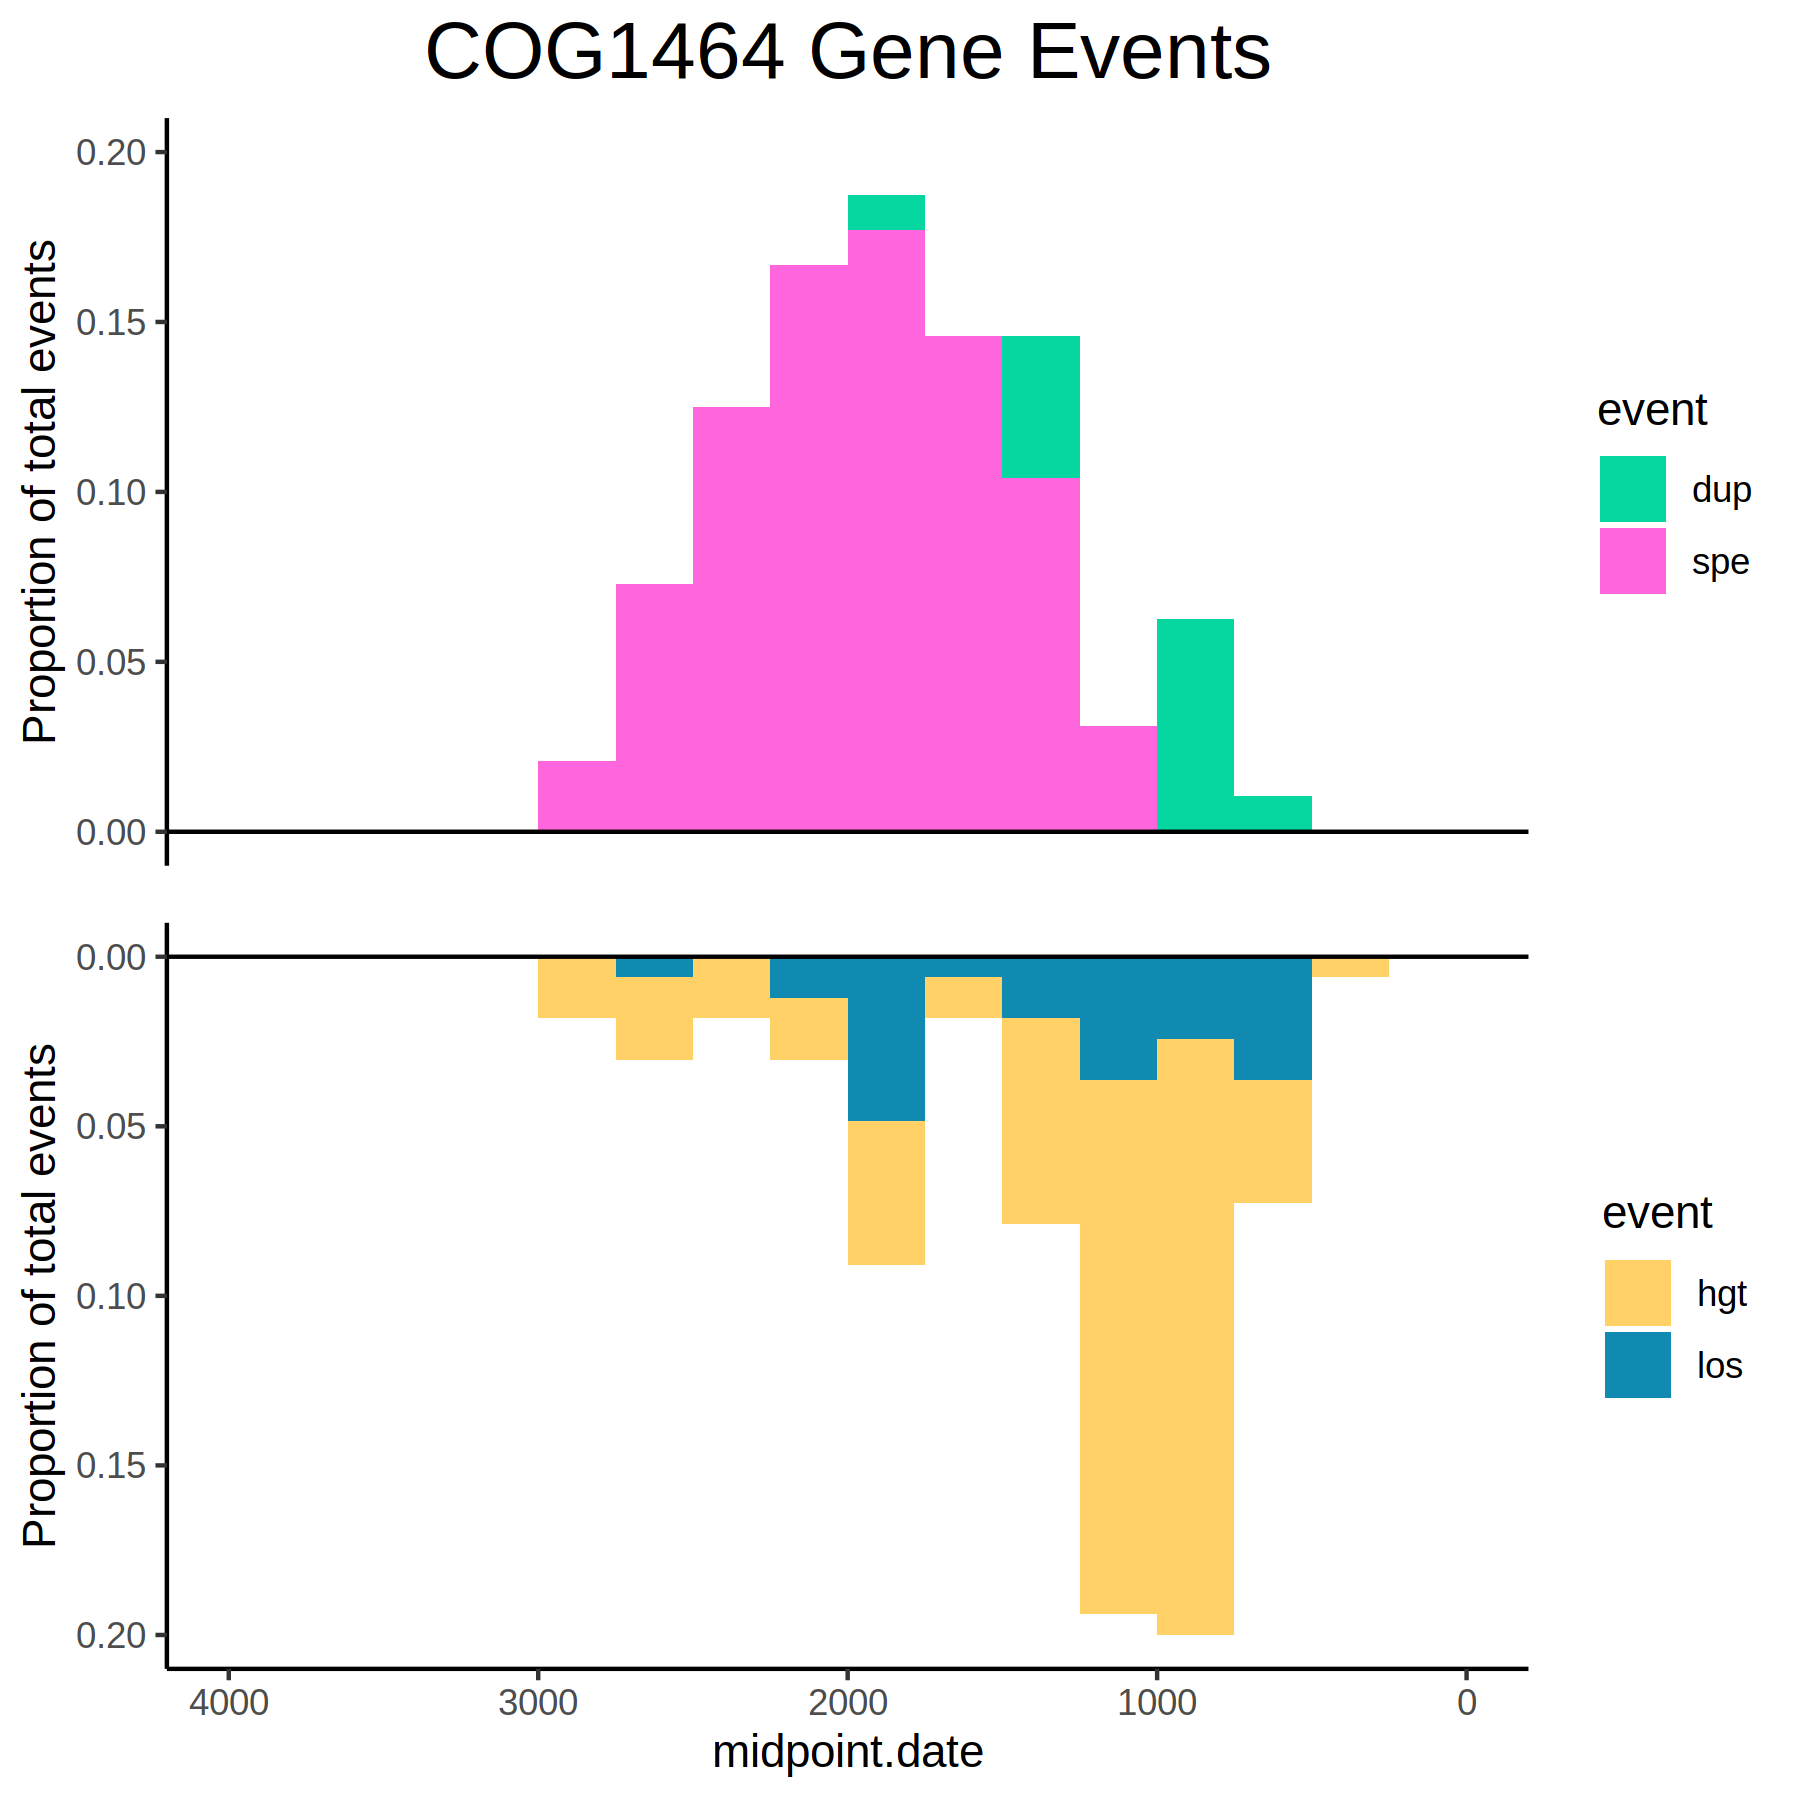 COG1464 Gene Events
Proportion of total events
0.20
0.15
0.10
0.05
0.00
event
dup
spe
Proportion of total events
0.00
0.05
0.10
0.15
0.20
event
hgt
los
4000 3000 2000 1000 0
midpoint.date